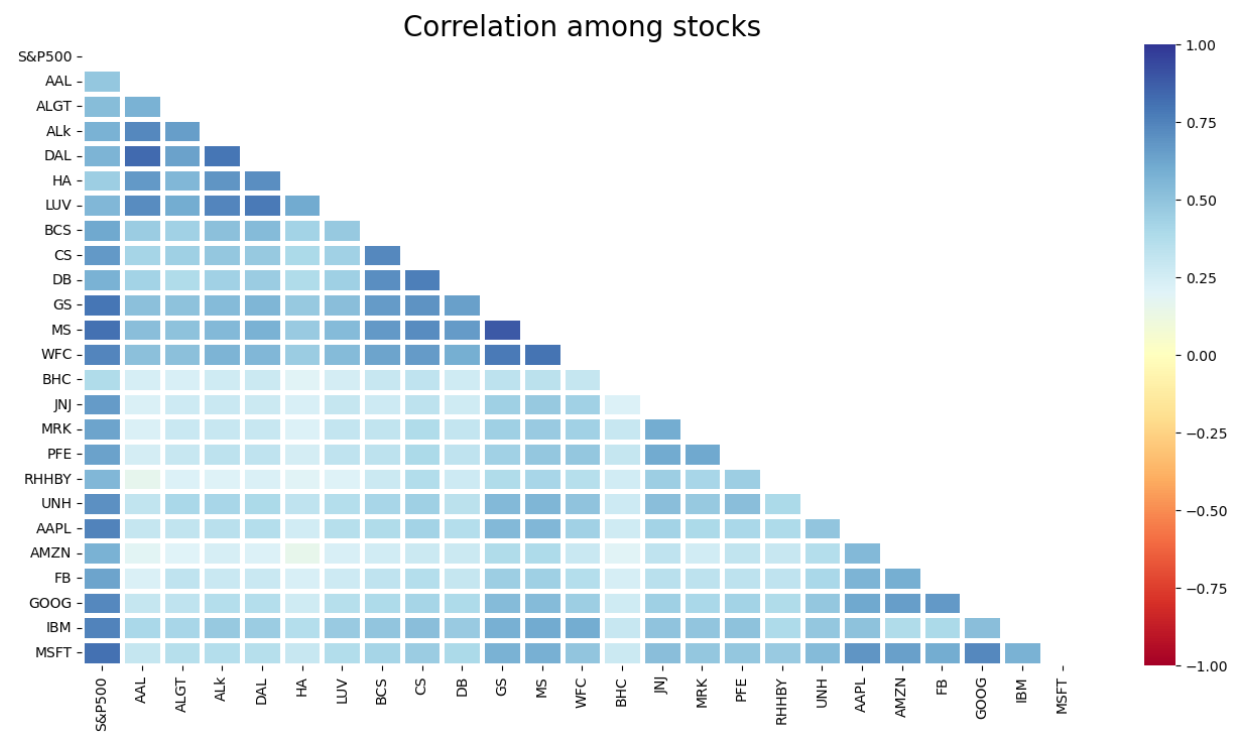 Correlation among stocks
S&P500
AAL
ALGT
ALk
DAL
HA
LUV
BCS
CS
DB
GS
MS
WFC
BHC
JNJ
MRK
PFE
RHHBY
UNH
AAPL
AMZN
FB
GOOG
IBM
MSFT
S&P500
AAL
ALGT
ALk
DAL
HA
LUV
BCS
CS
DB
GS
MS
WFC
BHC
JNJ
MRK
PFE
RHHBY
UNH
AAPL
AMZN
FB
GOOG
IBM
MSFT
1.00
0.75
0.50
0.25
0.00
−0.25
−0.50
−0.75
−1.00